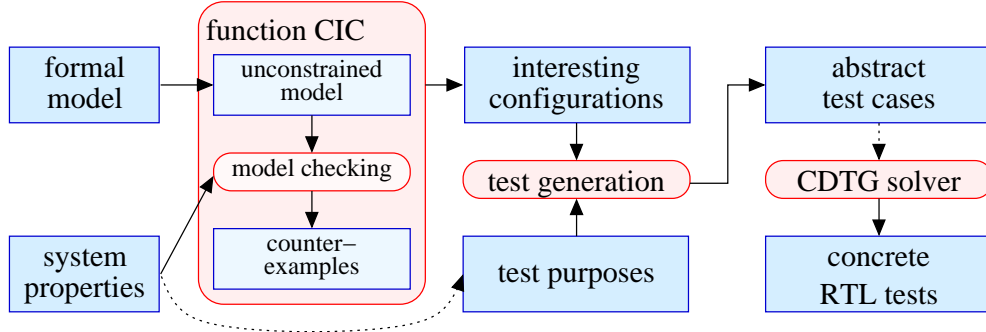 function CIC
formal
model
unconstrained
model
model checking
counter–
examples
system
properties
interesting
configurations
test generation
test purposes
abstract
test cases
CDTG solver
concrete
RTL tests